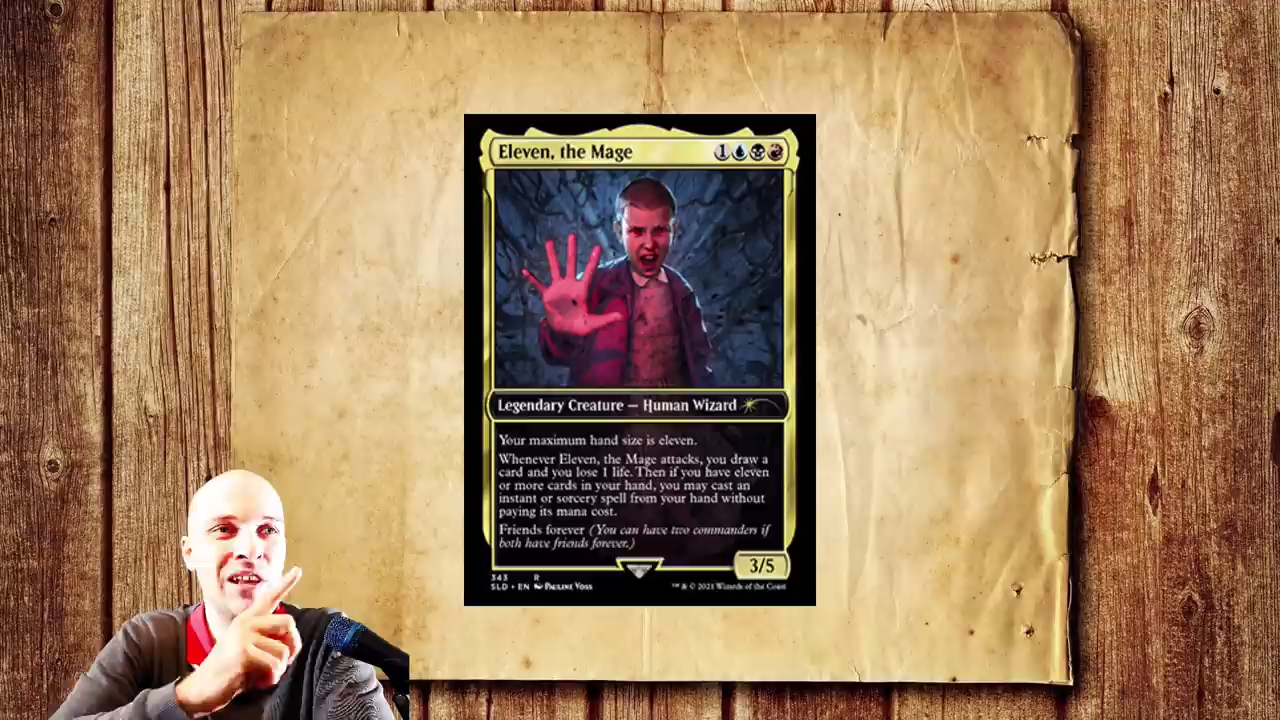 Eleven, the Mage 1
Legendary Creature — Human Wizard
Your maximum hand size is eleven.
Whenever Eleven, the Mage attacks, you draw a
card and you lose 1 life. Then if you have eleven
or more cards in your hand, you may cast an
instant or sorcery spell from your hand without
paying its mana cost.
Friends forever (You can have two commanders if
both have friends forever.)
3/5
343 R
SLD • EN PAULINE VOSS
™ & © 2021 Wizards of the Coast